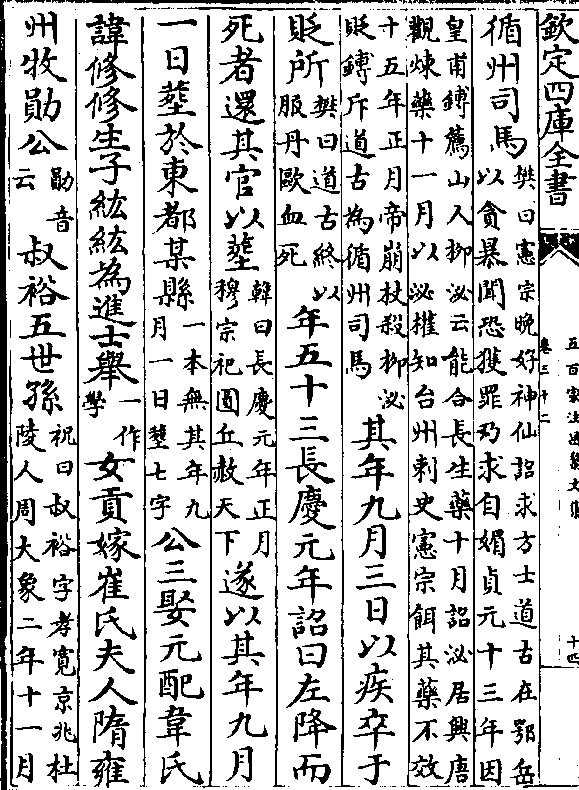 欽定四庫全書
五百家注昌黎文集
卷三十二
十四
循州司馬
樊曰憲宗晚好神仙詔求方士道古在鄂岳
以貪暴聞恐獲罪乃求自媚貞元十三年因
皇甫鎛薦山人栁泌云能合長生藥十月詔泌居興唐
觀煉藥十一月以泌權知台州刺史憲宗餌其藥不效
十五年正月帝崩杖殺栁泌
貶鎛斥道古為循州司馬
其年九月三日以疾卒于
貶所
樊曰道古終以
服丹歐血死
年五十三長慶元年詔曰左降而
死者還其官以塟
韓曰長慶元年正月
穆宗祀圓丘赦天下
遂以其年九月
一日塟於東都某縣
一本無其年九
月一日塟七字
公三娶元配韋氏
諱修修生子紘紘為進士舉
一作
學
女貢嫁崔氏夫人隋雍
州牧勛公
勛音
云
叔裕五世孫
祝曰叔裕字孝寬京兆杜
陵人周大象二年十一月